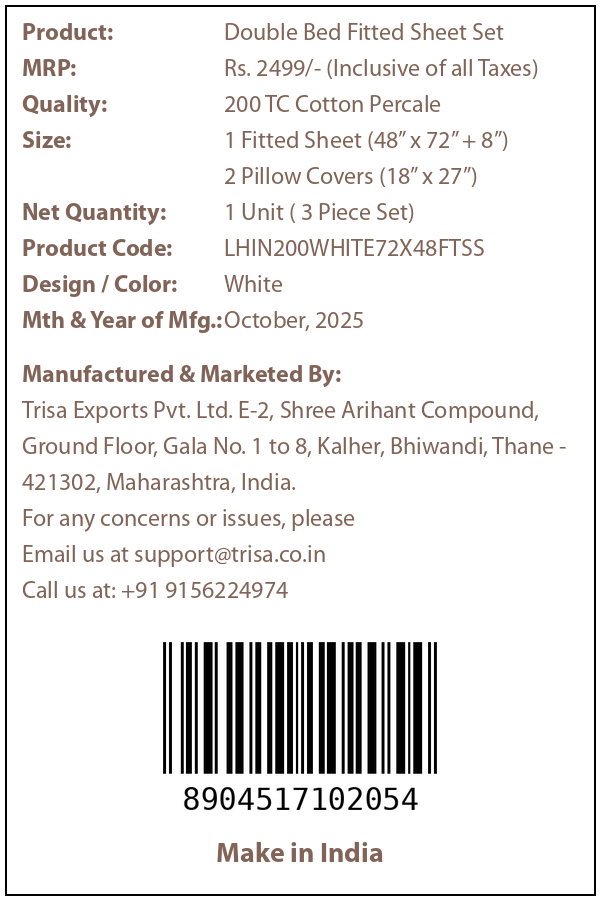 Product: Double Bed Fitted Sheet Set
MRP: Rs. 2499/- (Inclusive of all Taxes)
Quality: 200 TC Cotton Percale
Size: 1 Fitted Sheet (48” x 72” + 8”)
2 Pillow Covers (18” x 27”)
Net Quantity: 1 Unit ( 3 Piece Set)
Product Code: LHIN200WHITE72X48FTSS
Design / Color: White
Mth & Year of Mfg.: October, 2025
Manufactured & Marketed By:
Trisa Exports Pvt. Ltd. E-2, Shree Arihant Compound,
Ground Floor, Gala No. 1 to 8, Kalher, Bhiwandi, Thane -
421302, Maharashtra, India.
For any concerns or issues, please
Email us at support@trisa.co.in
Call us at: +91 9156224974
8904517102054
Make in India